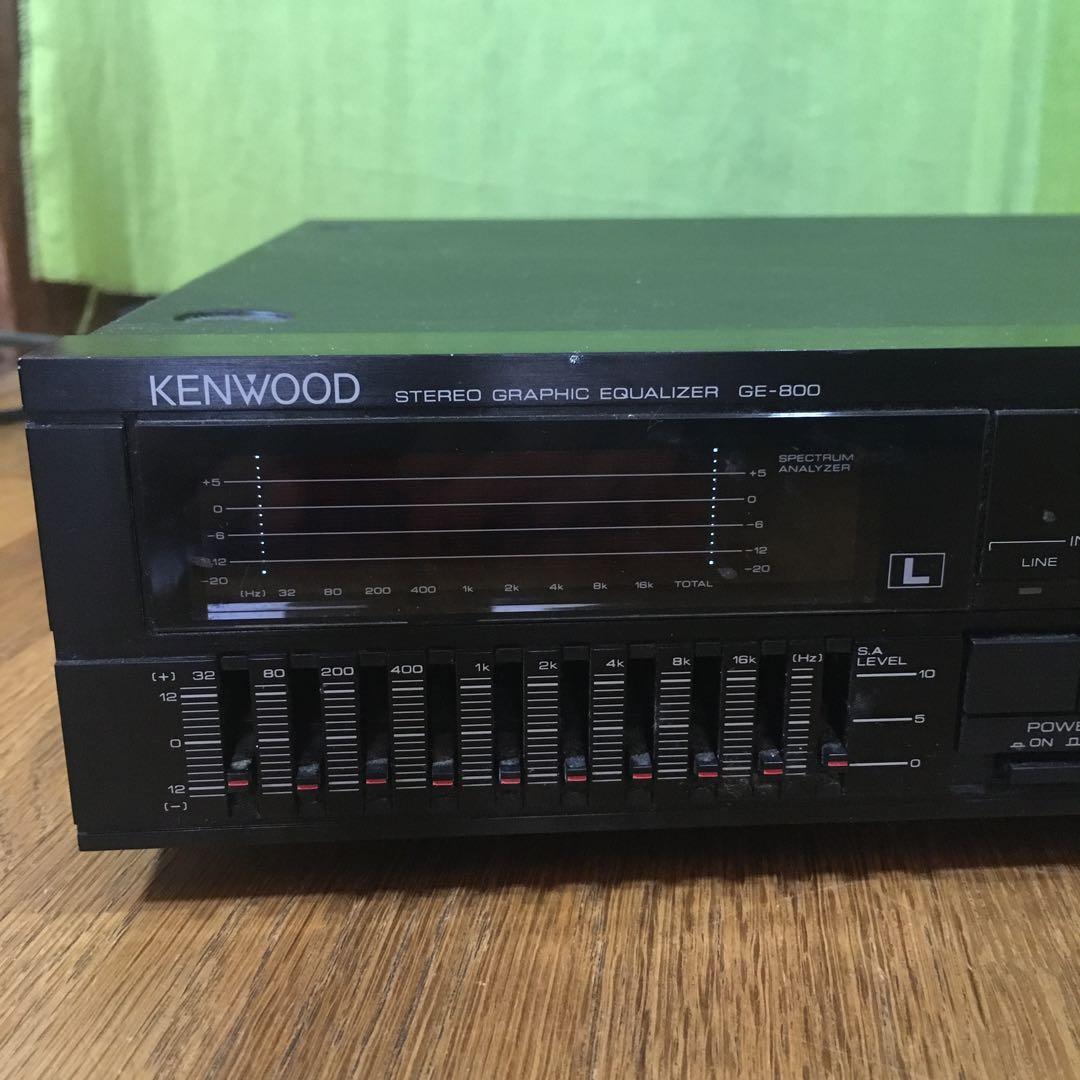 KENWOOD STEREO GRAPHIC EQUALIZER GE-800
SPECTRUM
ANALYZER
+5 +5
0 0
-6 -6
-12 -12
-20 -20
(Hz) 32 80 200 400 1k 2k 4k 8k 16k TOTAL
L
LINE
(+) 32 80 200 400 1k 2k 4k 8k 16k (Hz) S.A
LEVEL
12 10
0 5
12 0
(-)
ON